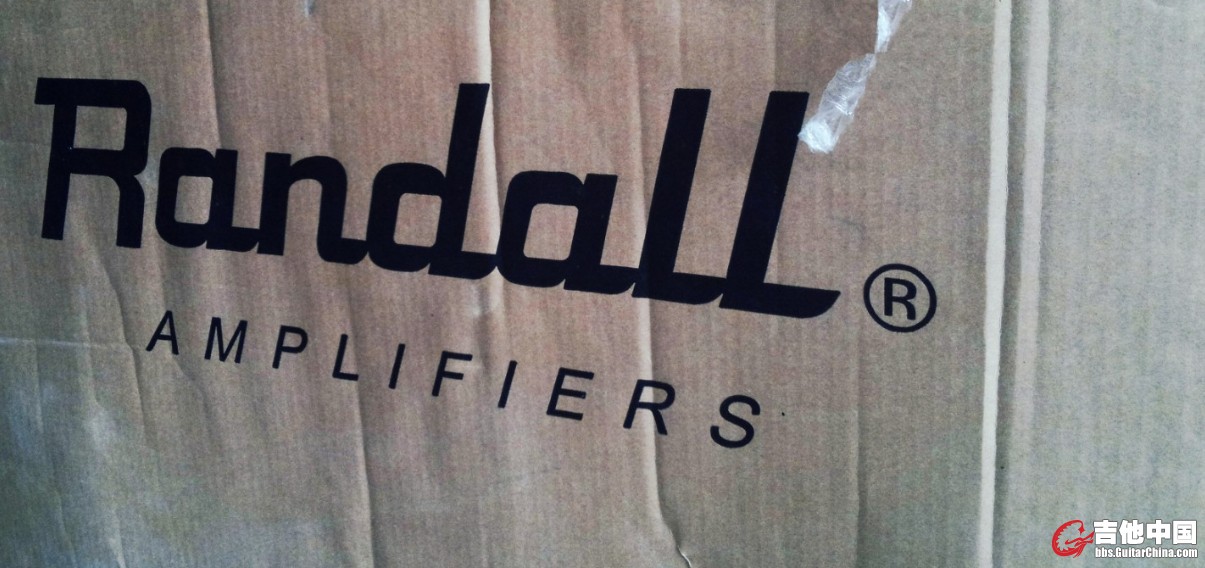 Randall®
AMPLIFIERS
吉他中国
bbs.GuitarChina.com